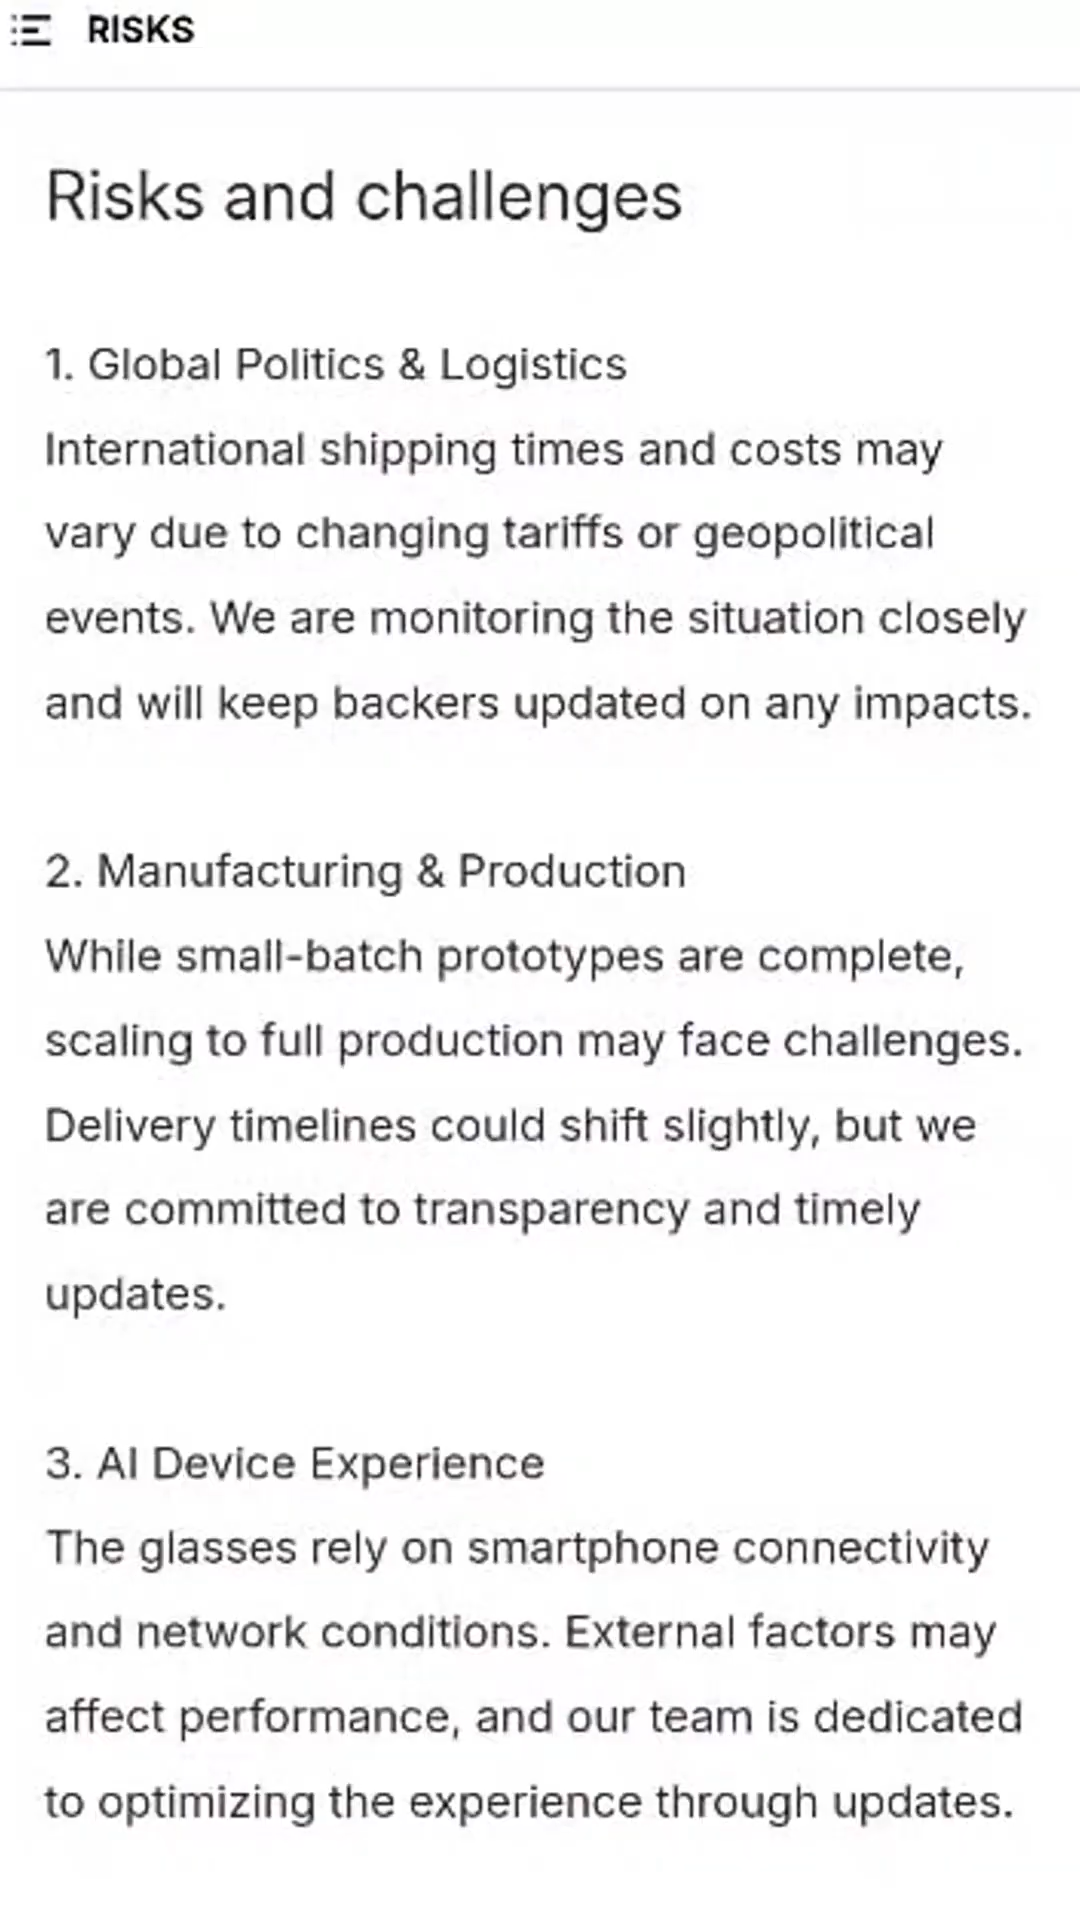 RISKS
Risks and challenges
1. Global Politics & Logistics
International shipping times and costs may
vary due to changing tariffs or geopolitical
events. We are monitoring the situation closely
and will keep backers updated on any impacts.
2. Manufacturing & Production
While small-batch prototypes are complete,
scaling to full production may face challenges.
Delivery timelines could shift slightly, but we
are committed to transparency and timely
updates.
3. AI Device Experience
The glasses rely on smartphone connectivity
and network conditions. External factors may
affect performance, and our team is dedicated
to optimizing the experience through updates.